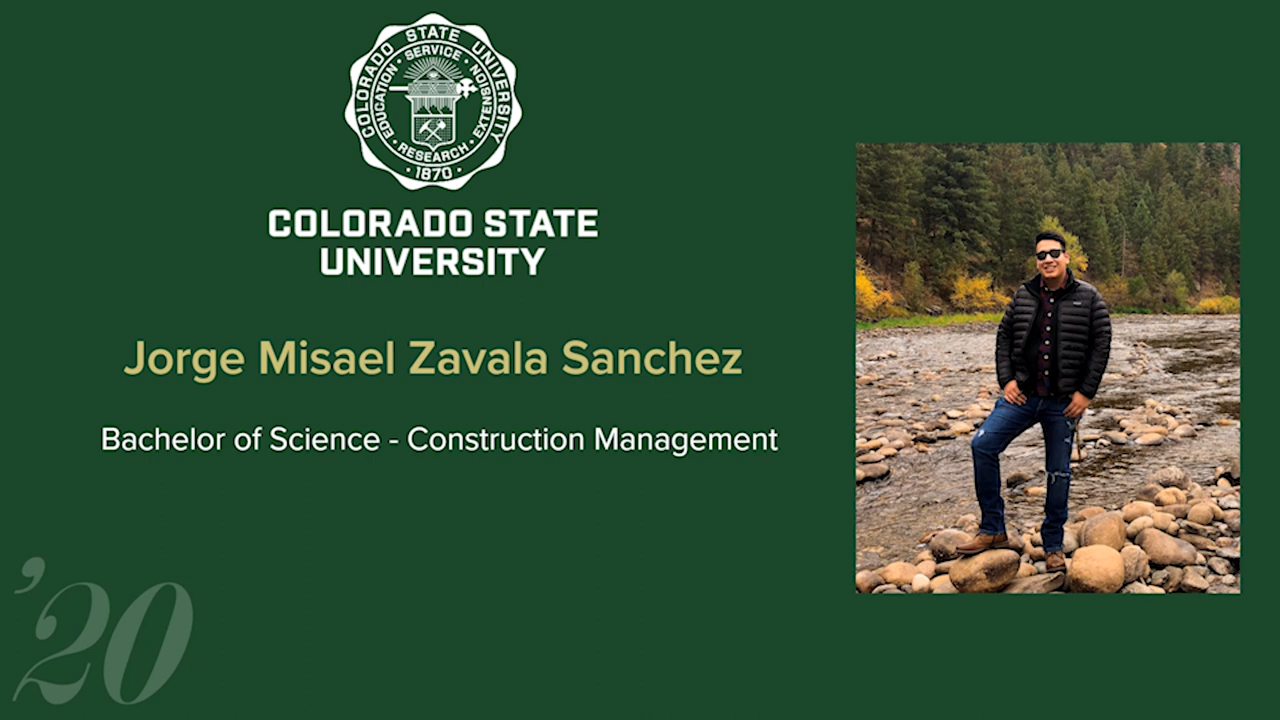 COLORADO STATE UNIVERSITY
EDUCATION • SERVICE • EXTENSION
• RESEARCH •
• 1870 •
COLORADO STATE
UNIVERSITY
Jorge Misael Zavala Sanchez
Bachelor of Science - Construction Management
’20